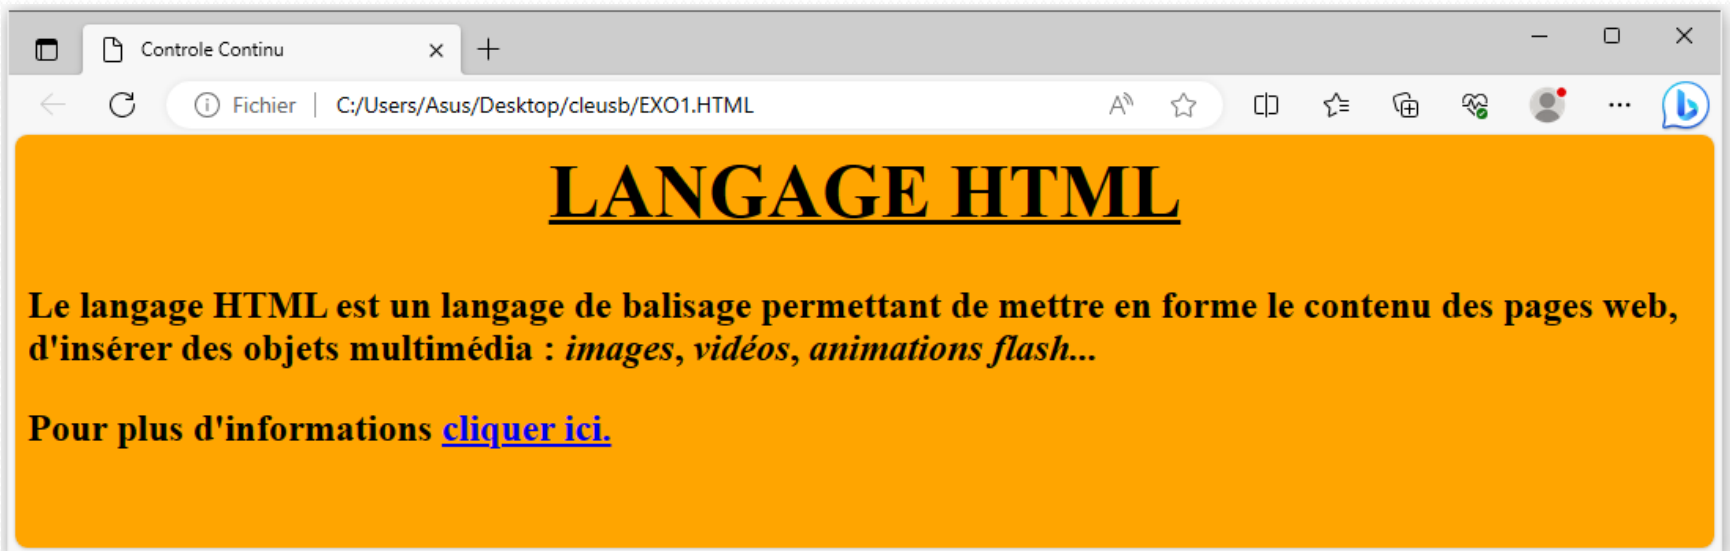 Controle Continu
Fichier C:/Users/Asus/Desktop/cleusb/EXO1.HTML
LANGAGE HTML
Le langage HTML est un langage de balisage permettant de mettre en forme le contenu des pages web,
d'insérer des objets multimédia : images, vidéos, animations flash...
Pour plus d'informations cliquer ici.